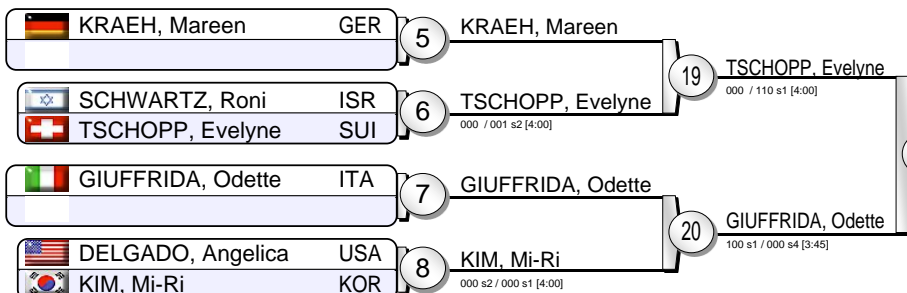 KRAEH, Mareen GER
5
KRAEH, Mareen
SCHWARTZ, Roni ISR
TSCHOPP, Evelyne SUI
6
TSCHOPP, Evelyne
000 / 001 s2 [4:00]
19
TSCHOPP, Evelyne
000 / 110 s1 [4:00]
GIUFFRIDA, Odette ITA
7
GIUFFRIDA, Odette
DELGADO, Angelica USA
KIM, Mi-Ri KOR
8
KIM, Mi-Ri
000 s2 / 000 s1 [4:00]
20
GIUFFRIDA, Odette
100 s1 / 000 s4 [3:45]